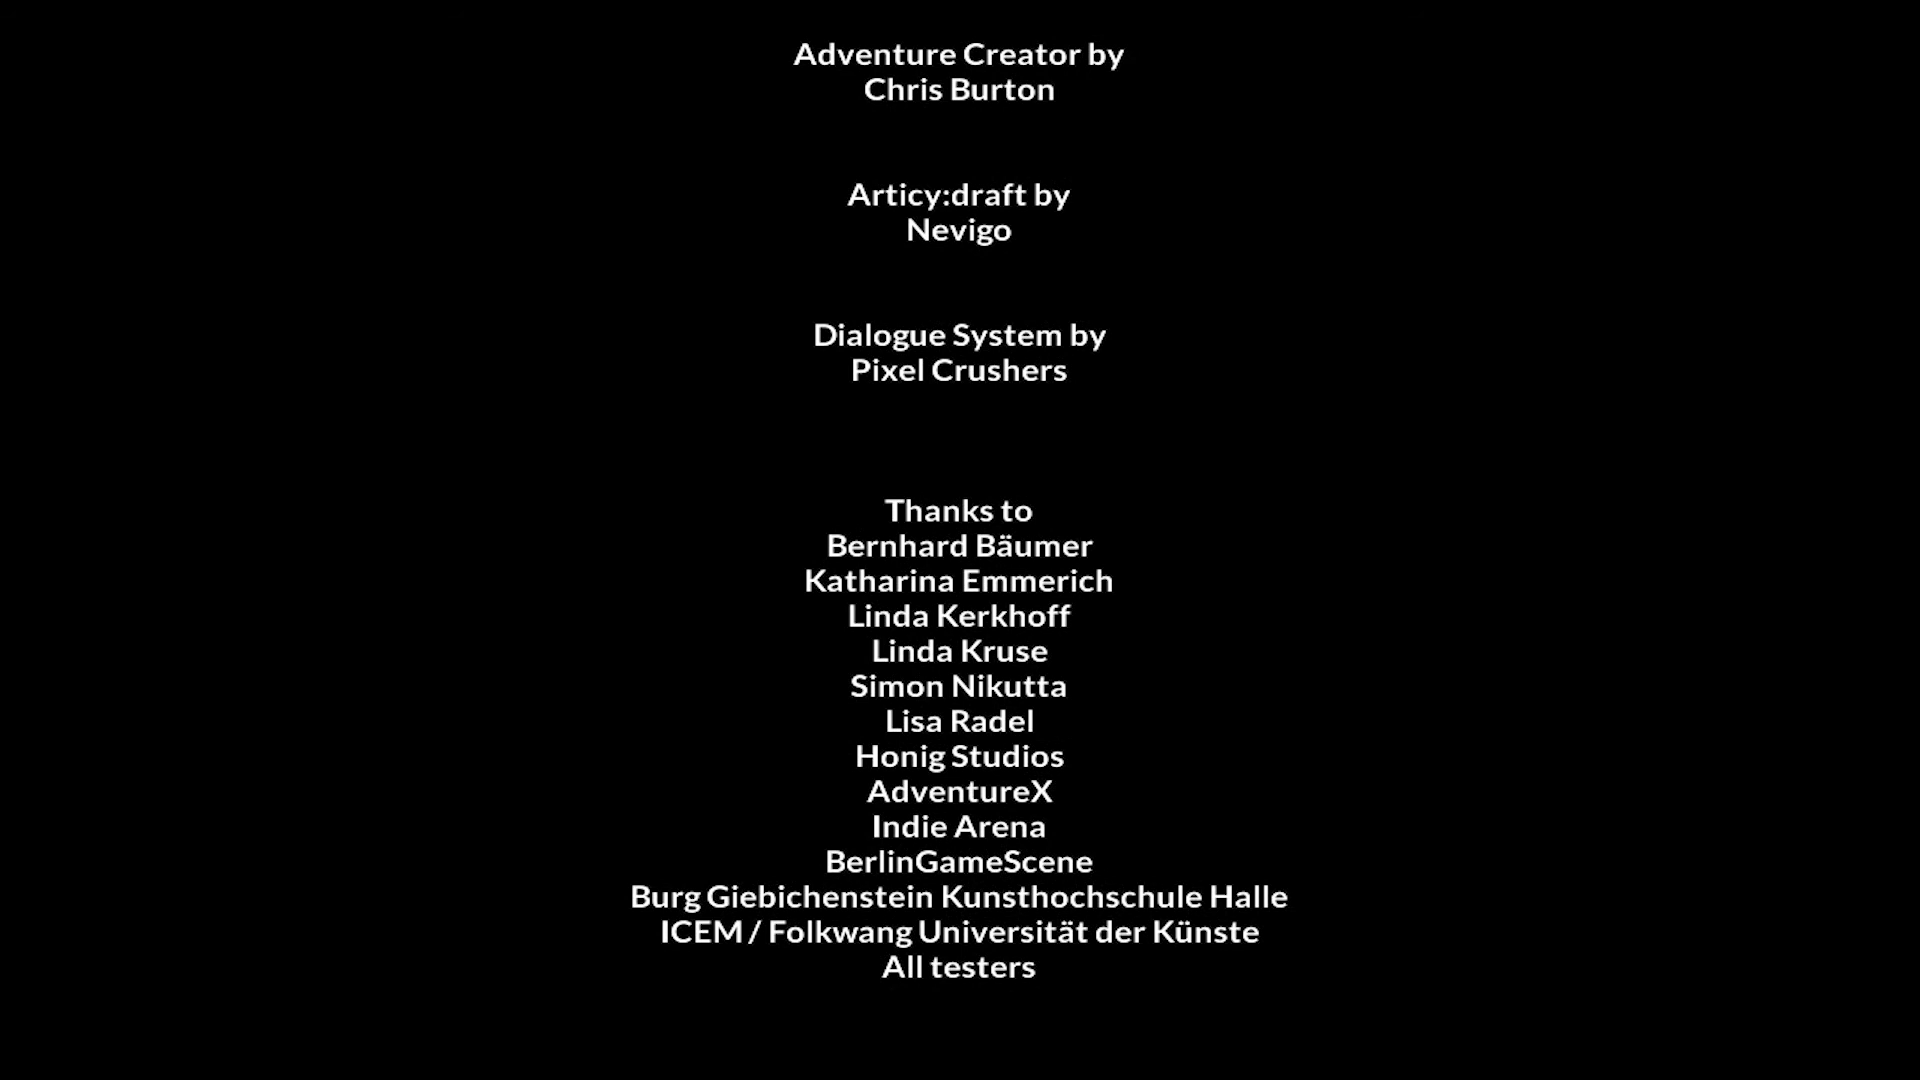 Adventure Creator by
Chris Burton
Articy:draft by
Nevigo
Dialogue System by
Pixel Crushers
Thanks to
Bernhard Bäumer
Katharina Emmerich
Linda Kerkhoff
Linda Kruse
Simon Nikutta
Lisa Radel
Honig Studios
AdventureX
Indie Arena
BerlinGameScene
Burg Giebichenstein Kunsthochschule Halle
ICEM / Folkwang Universität der Künste
All testers